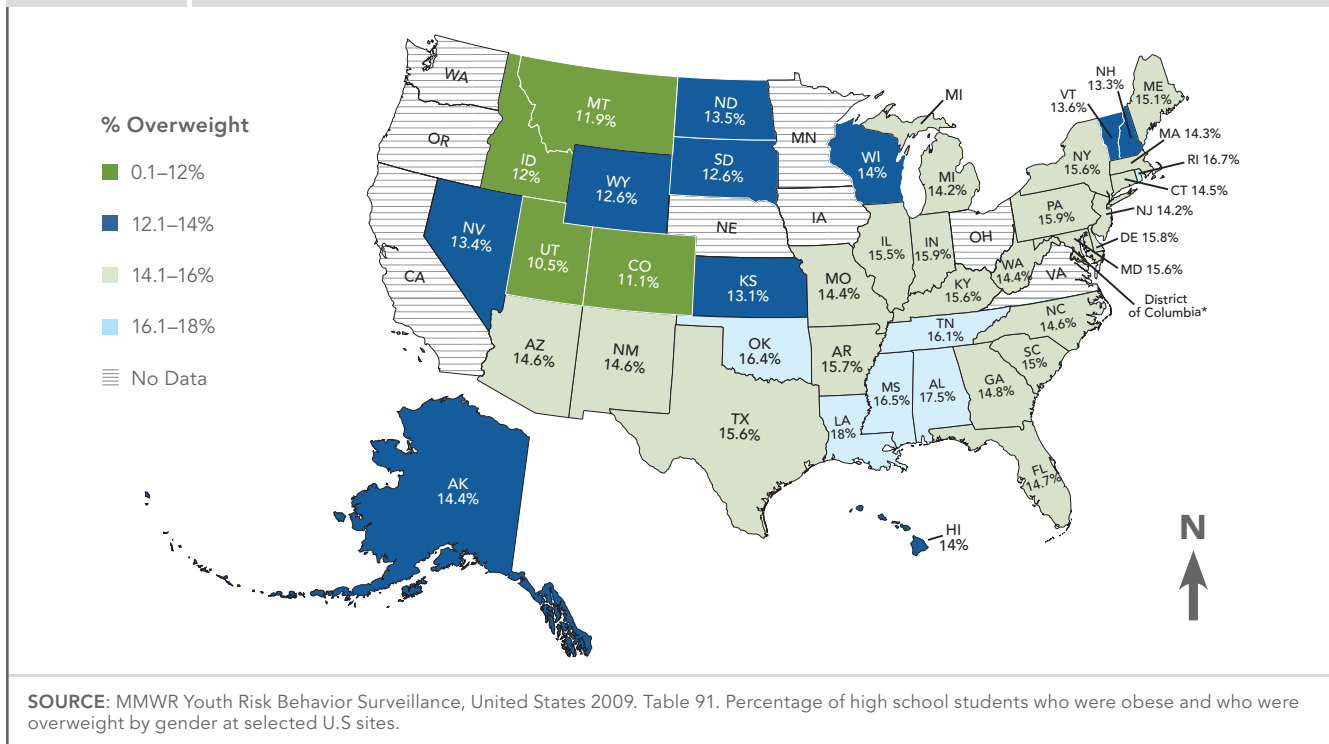 % Overweight
0.1–12%
12.1–14%
14.1–16%
16.1–18%
No Data
WA
OR
CA
NV
13.4%
ID
12%
MT
11.9%
WY
12.6%
UT
10.5%
CO
11.1%
AZ
14.6%
NM
14.6%
ND
13.5%
SD
12.6%
NE
KS
13.1%
OK
16.4%
TX
15.6%
MN
IA
MO
14.4%
AR
15.7%
LA
18%
WI
14%
IL
15.5%
MI
MI
14.2%
IN
15.9%
OH
KY
15.6%
TN
16.1%
MS
16.5%
AL
17.5%
GA
14.8%
FL
14.7%
SC
15%
NC
14.6%
VA
WA
14.4%
PA
15.9%
NY
15.6%
VT
13.6%
NH
13.3%
ME
15.1%
MA 14.3%
RI 16.7%
CT 14.5%
NJ 14.2%
DE 15.8%
MD 15.6%
District
of Columbia*
AK
14.4%
HI
14%
N
SOURCE: MMWR Youth Risk Behavior Surveillance, United States 2009. Table 91. Percentage of high school students who were obese and who were
overweight by gender at selected U.S sites.